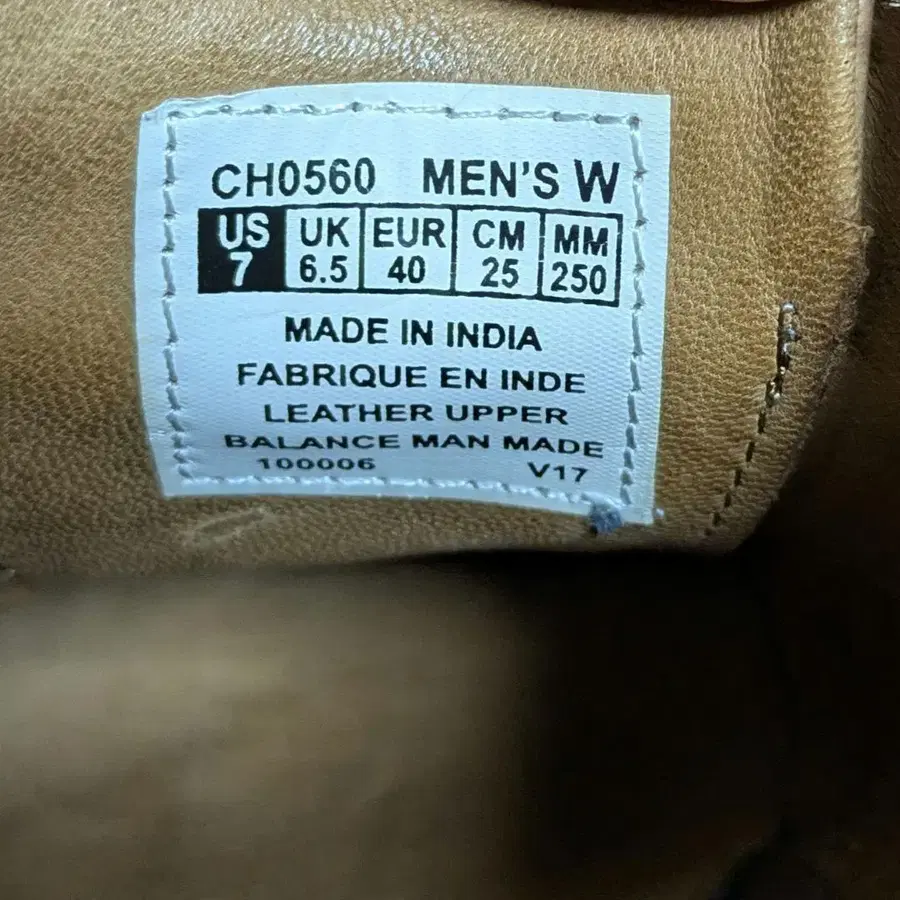 CH0560 MEN'S W
US UK EUR CM MM
7 6.5 40 25 250
MADE IN INDIA
FABRIQUE EN INDE
LEATHER UPPER
BALANCE MAN MADE
100006 V17